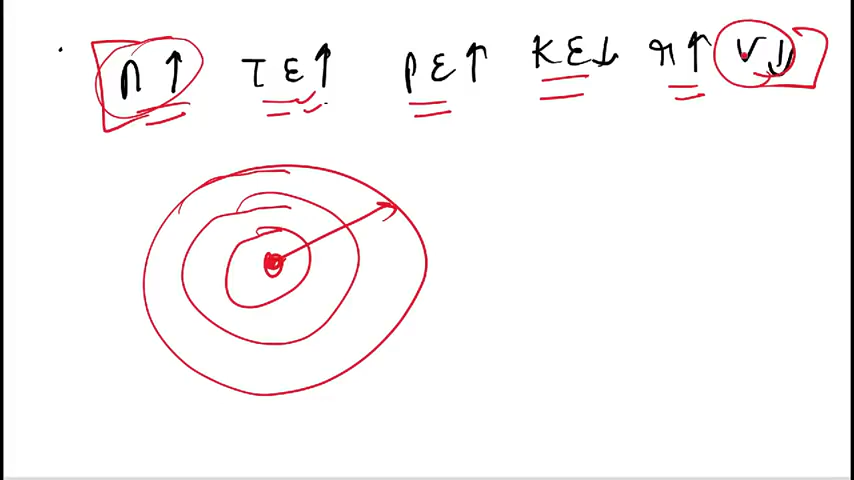 n ↑ TE ↑ PE ↑ KE ↓ r ↑ V ↓